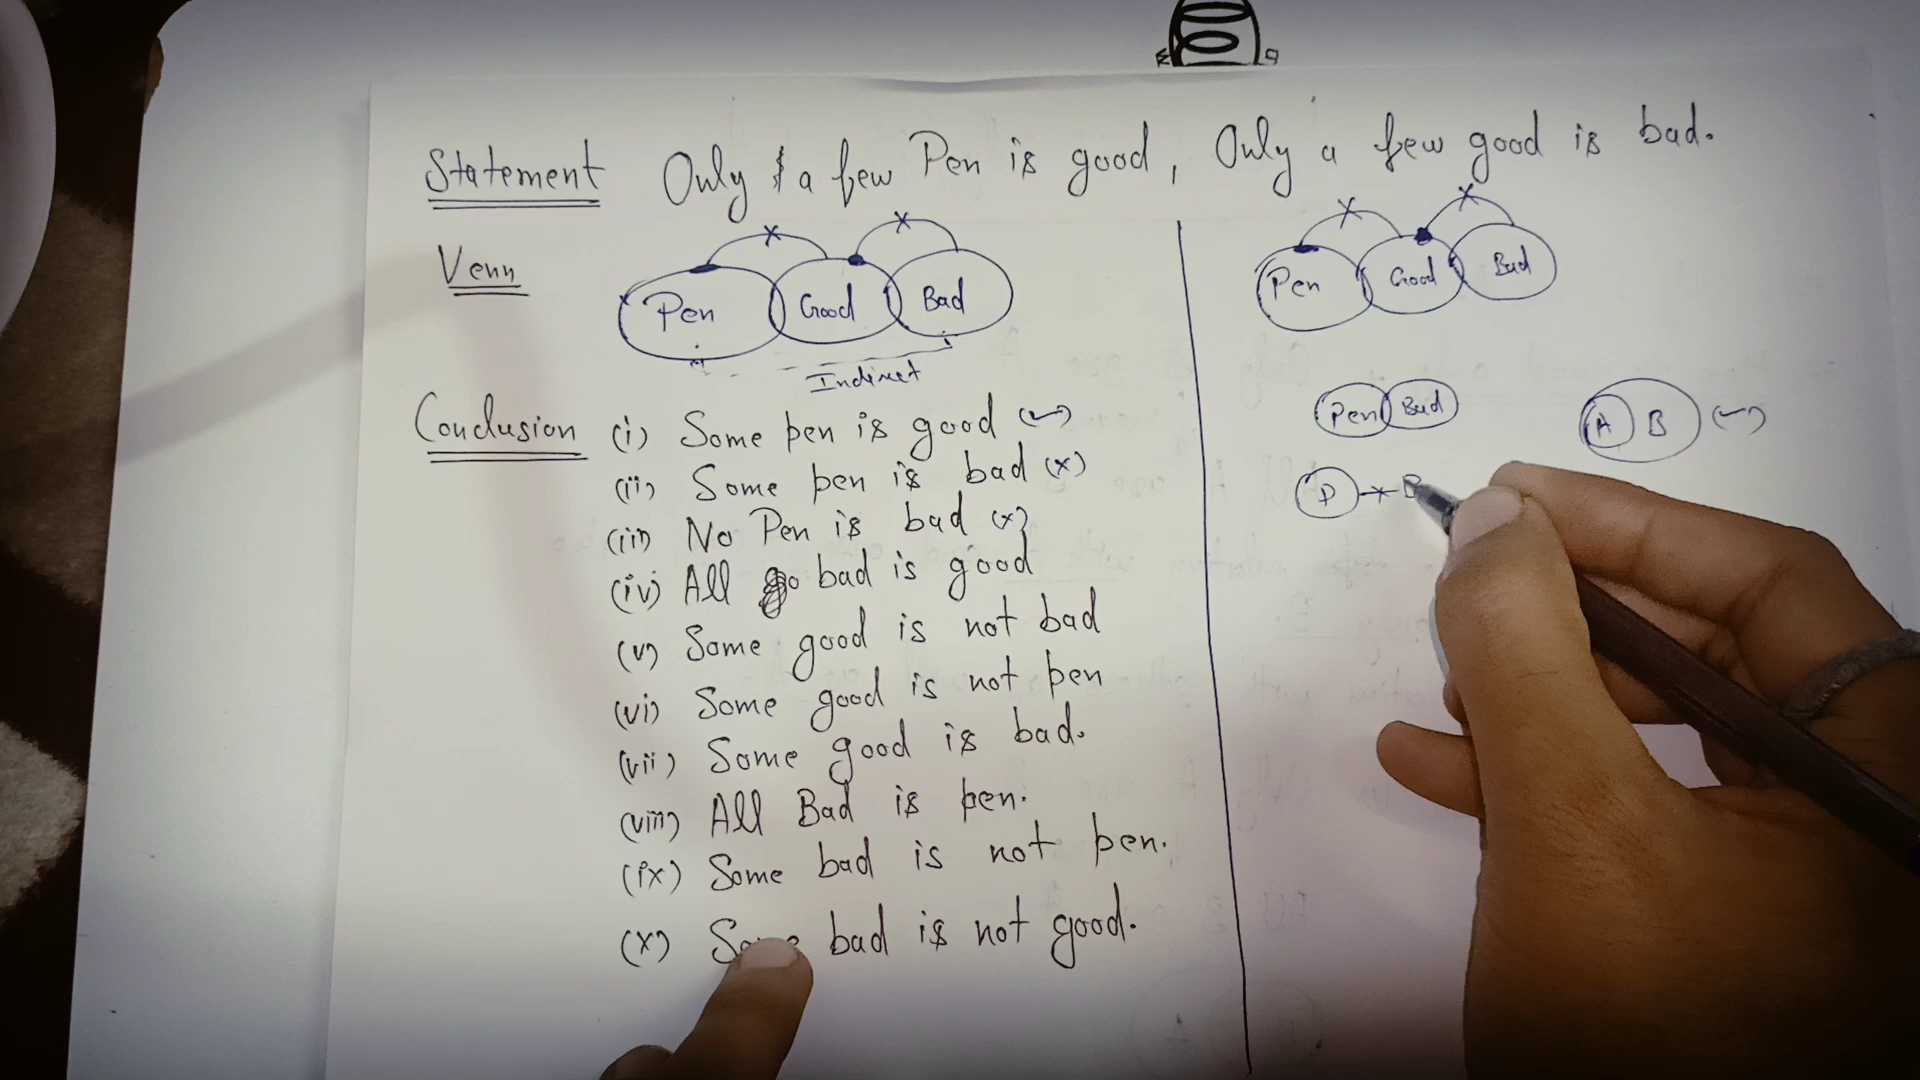 Statement Only a few Pen is good, Only a few good is bad.
Venn
Pen Good Bad
Indirect
Pen Good Bad
Pen Bad
A B
P B
Conclusion (i) Some pen is good
(ii) Some pen is bad (x)
(iii) No Pen is bad (x)
(iv) All bad is good
(v) Some good is not bad
(vi) Some good is not pen
(vii) Some good is bad.
(viii) All Bad is pen.
(ix) Some bad is not pen.
(x) bad is not good.